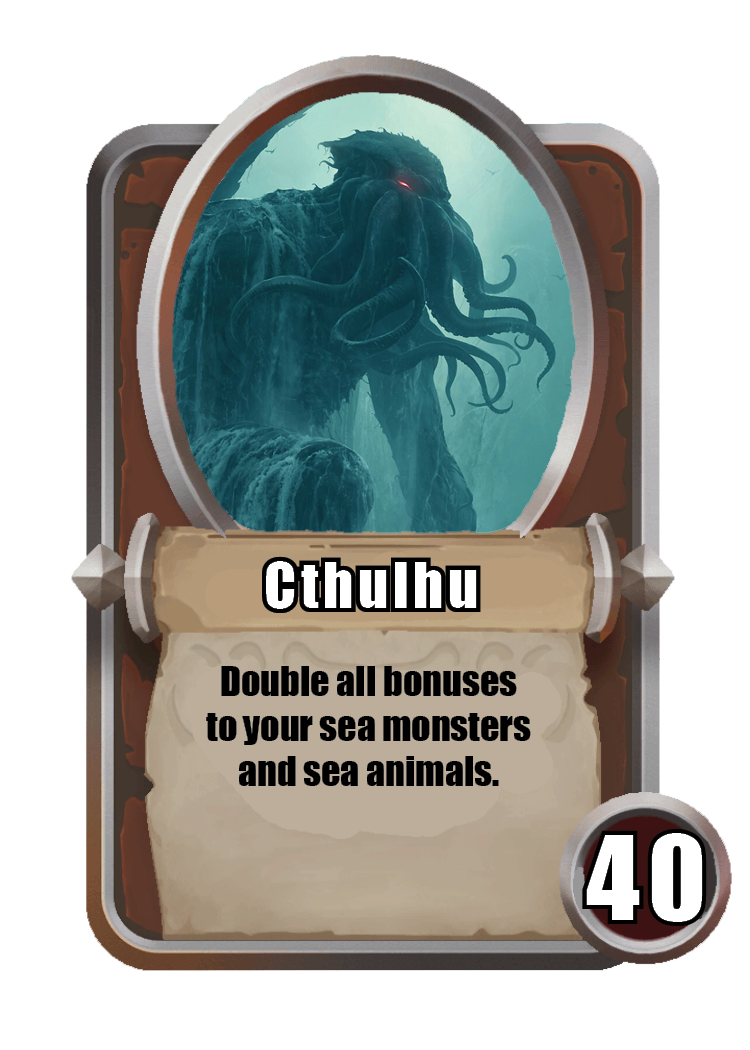 Cthulhu
Double all bonuses
to your sea monsters
and sea animals.
40